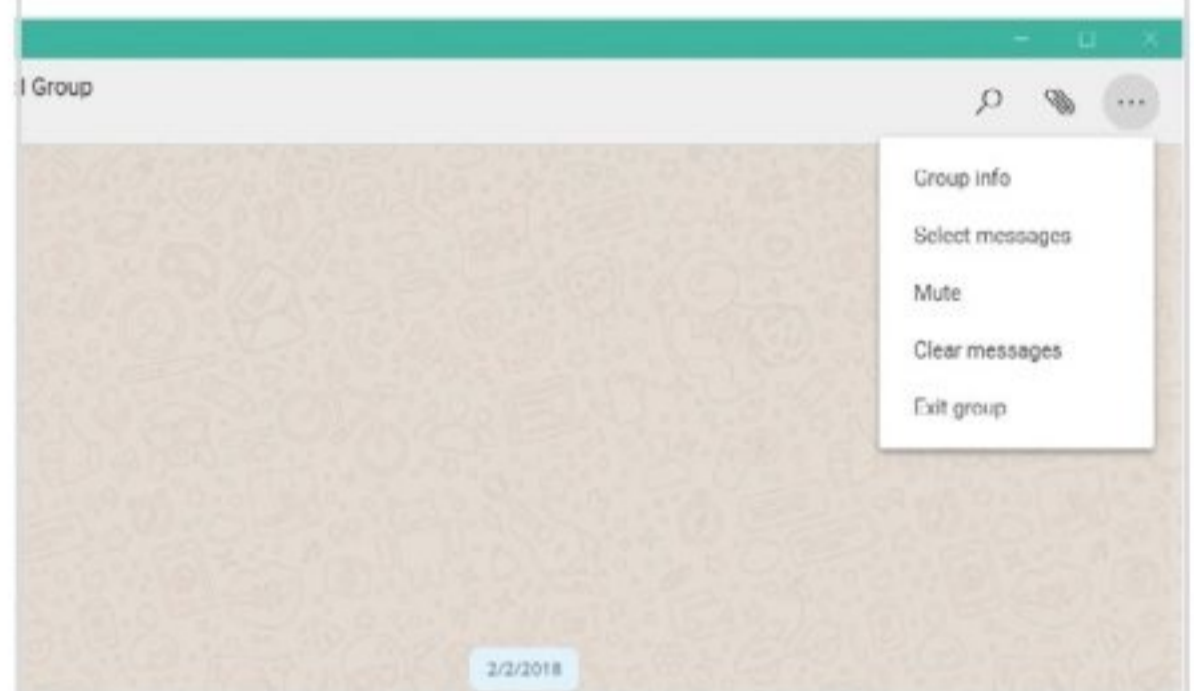 Group
Group info
Select messages
Mute
Clear messages
Exit group
2/2/2018